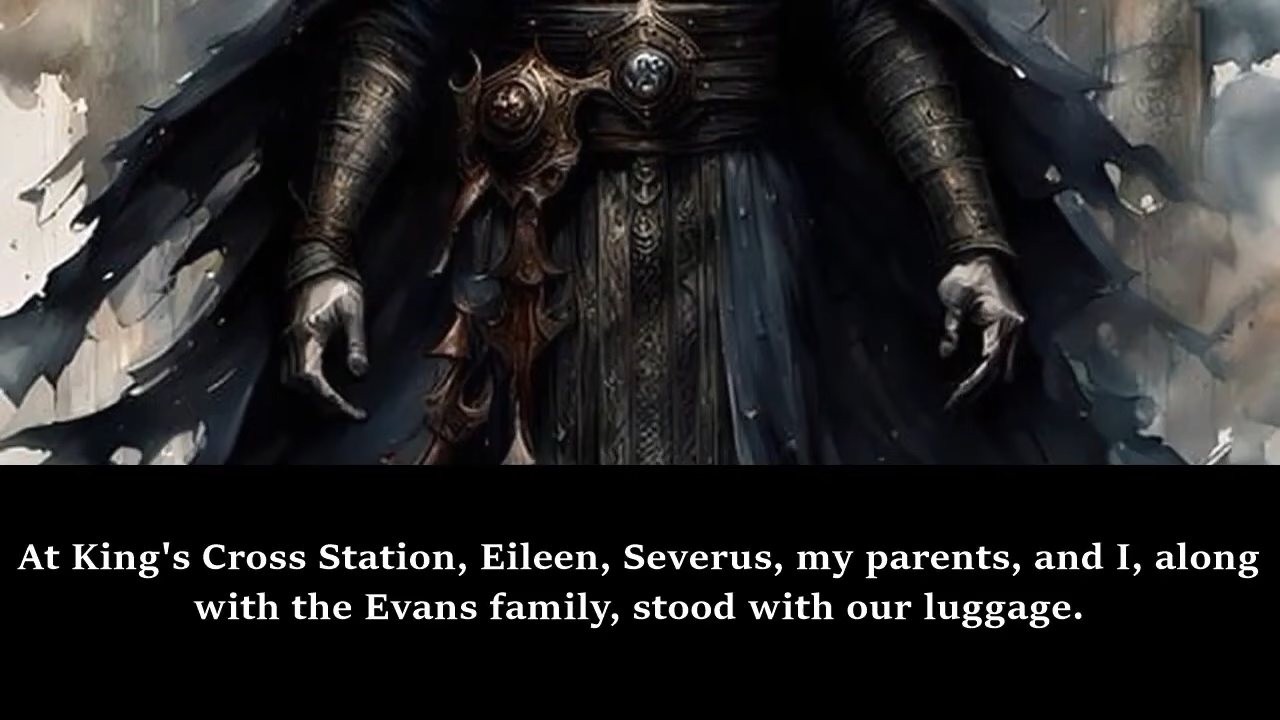 At King's Cross Station, Eileen, Severus, my parents, and I, along
with the Evans family, stood with our luggage.